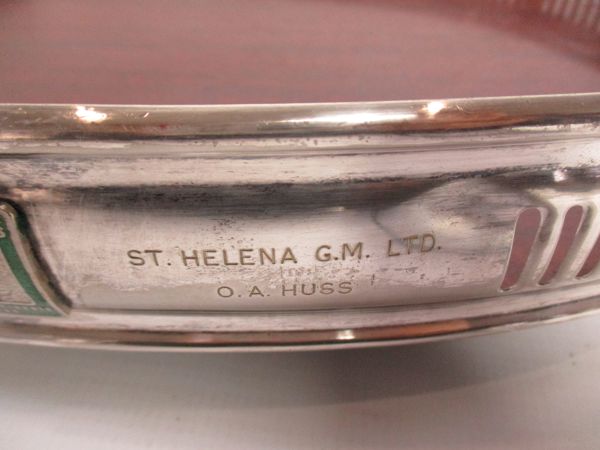 ST. HELENA G.M. LTD.
O. A. HUSS